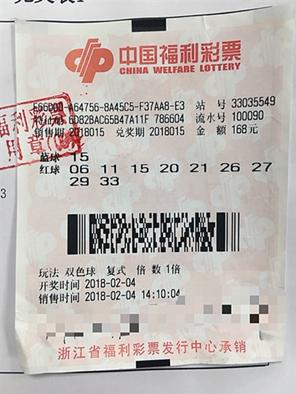 中国福利彩票
CHINA WELFARE LOTTERY
-A64756-8A45C5-F37AA8-E3 站 号 33035549
6D82BAC65B47A11F 786604 流水号 100090
销售期 2018015 兑奖期 2018015 金 额 168元
蓝球 15
红球 06 11 15 20 21 26 27
29 33
玩法 双色球 复式 倍 数 1倍
开奖时间 2018-02-04
销售时间 2018-02-04 14:10:04
浙江省福利彩票发行中心承销